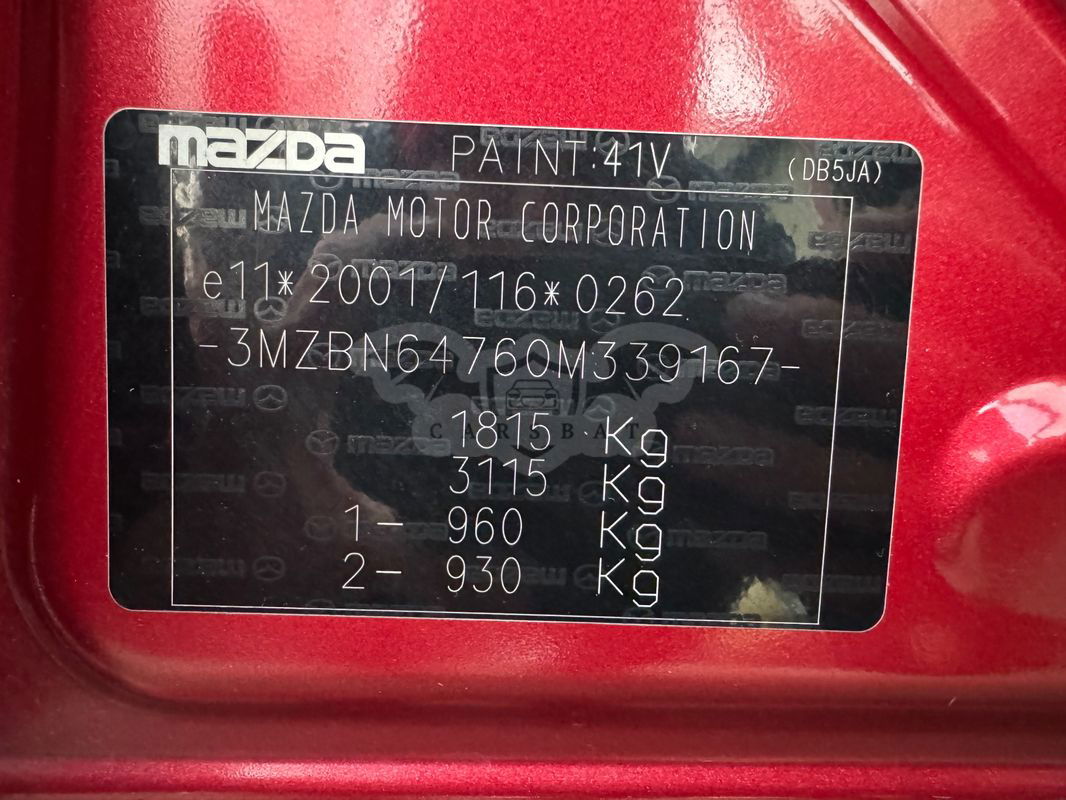 mazda PAINT:41V (DB5JA)
MAZDA MOTOR CORPORATION
e11*2001/116*0262
-3MZBN64760M339167-
CARSBAT
1815 Kg
3115 Kg
1- 960 Kg
2- 930 Kg